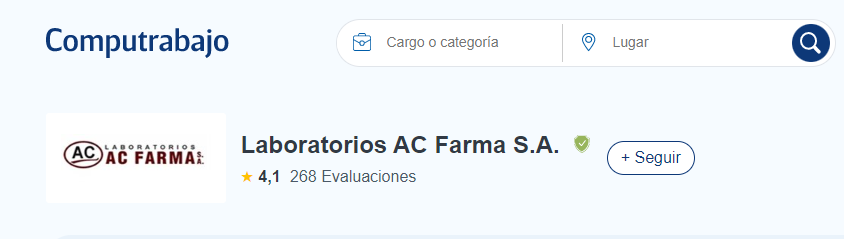 Computrabajo
Cargo o categoría
Lugar
AC
LABORATORIOS
AC FARMA S.A.
Laboratorios AC Farma S.A.
+ Seguir
4,1 268 Evaluaciones